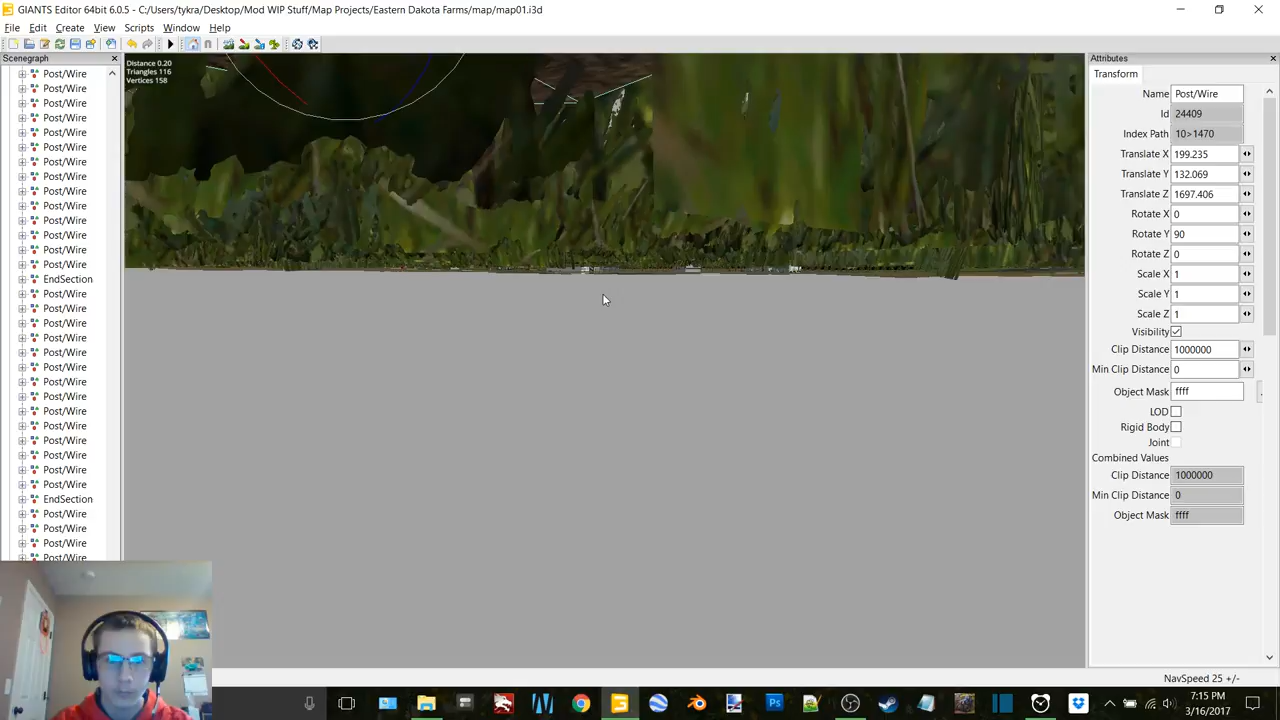 GIANTS Editor 64bit 6.0.5 - C:/Users/tykra/Desktop/Mod WIP Stuff/Map Projects/Eastern Dakota Farms/map/map01.i3d
File Edit Create View Scripts Window Help
Scenegraph
Post/Wire
Post/Wire
Post/Wire
Post/Wire
Post/Wire
Post/Wire
Post/Wire
Post/Wire
Post/Wire
Post/Wire
Post/Wire
Post/Wire
Post/Wire
Post/Wire
EndSection
Post/Wire
Post/Wire
Post/Wire
Post/Wire
Post/Wire
Post/Wire
Post/Wire
Post/Wire
Post/Wire
Post/Wire
Post/Wire
Post/Wire
Post/Wire
Post/Wire
EndSection
Post/Wire
Post/Wire
Post/Wire
Post/Wire
Distance 0.20
Triangles 116
Vertices 158
Attributes
Transform
Name Post/Wire
Id 24409
Index Path 10>1470
Translate X 199.235
Translate Y 132.069
Translate Z 1697.406
Rotate X 0
Rotate Y 90
Rotate Z 0
Scale X 1
Scale Y 1
Scale Z 1
Visibility
Clip Distance 1000000
Min Clip Distance 0
Object Mask ffff
LOD
Rigid Body
Joint
Combined Values
Clip Distance 1000000
Min Clip Distance 0
Object Mask ffff
NavSpeed 25 +/-
7:15 PM
3/16/2017